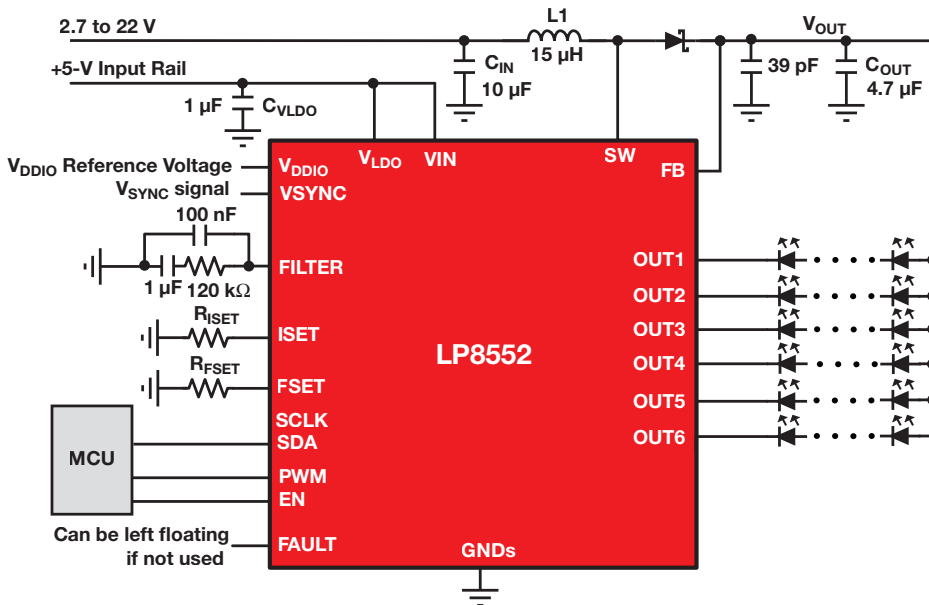 2.7 to 22 V
L1
15 µH
V_OUT
C_IN
10 µF
39 pF
C_OUT
4.7 µF
+5-V Input Rail
1 µF
C_VLDO
V_DDIO Reference Voltage
V_DDIO
V_LDO
VIN
SW
FB
V_SYNC signal
VSYNC
100 nF
FILTER
1 µF
120 kΩ
R_ISET
ISET
R_FSET
FSET
LP8552
OUT1
OUT2
OUT3
OUT4
OUT5
OUT6
SCLK
SDA
MCU
PWM
EN
Can be left floating
if not used
FAULT
GNDs